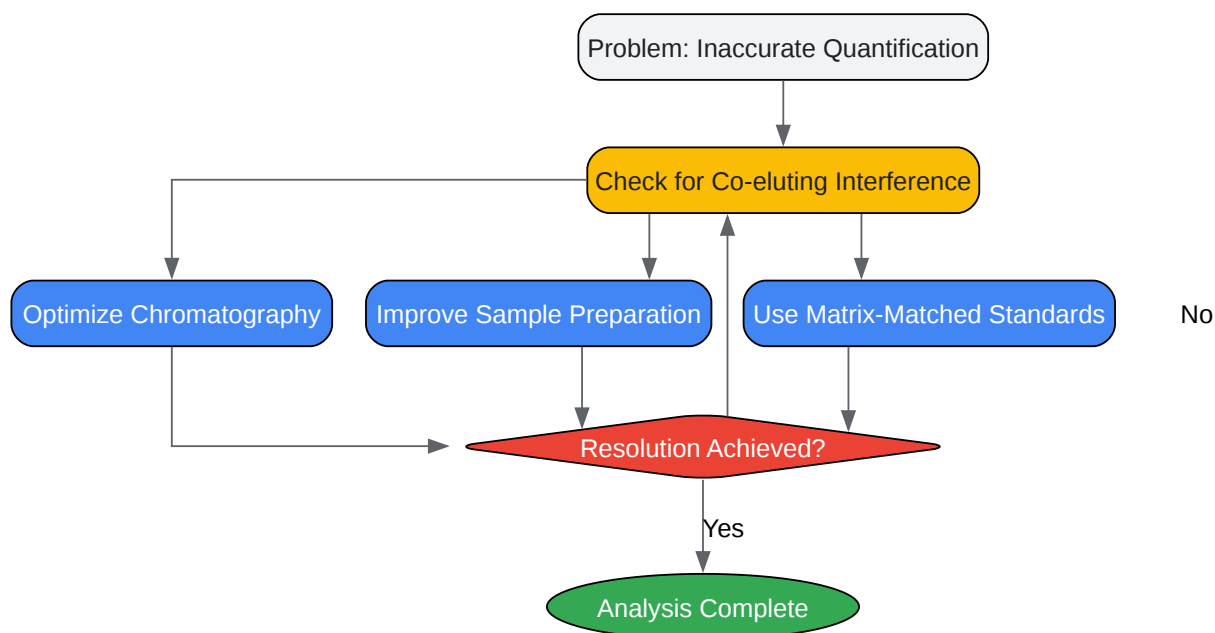 Problem: Inaccurate Quantification
Check for Co-eluting Interference
Optimize Chromatography
Improve Sample Preparation
Use Matrix-Matched Standards
No
Resolution Achieved?
Yes
Analysis Complete